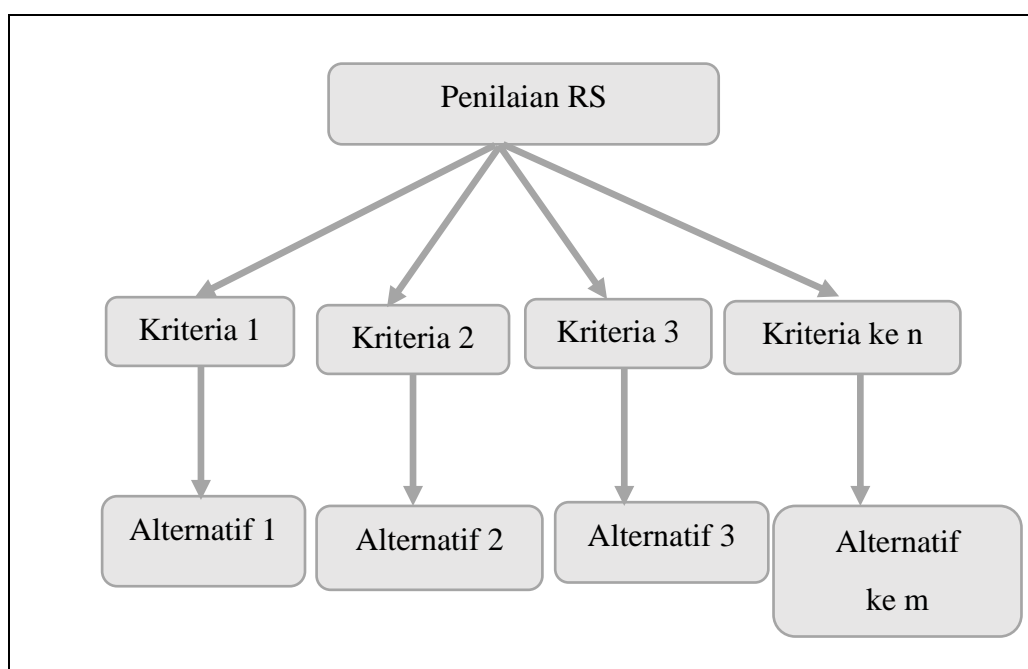 Penilaian RS
Kriteria 1
Kriteria 2
Kriteria 3
Kriteria ke n
Alternatif 1
Alternatif 2
Alternatif 3
Alternatif
ke m